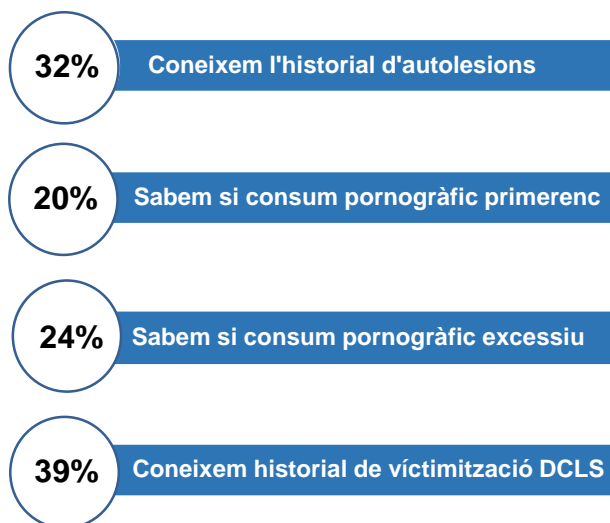 32% Coneixem l'historial d'autolesions
20% Sabem si consum pornogràfic primerenc
24% Sabem si consum pornogràfic excessiu
39% Coneixem historial de víctimització DCLS